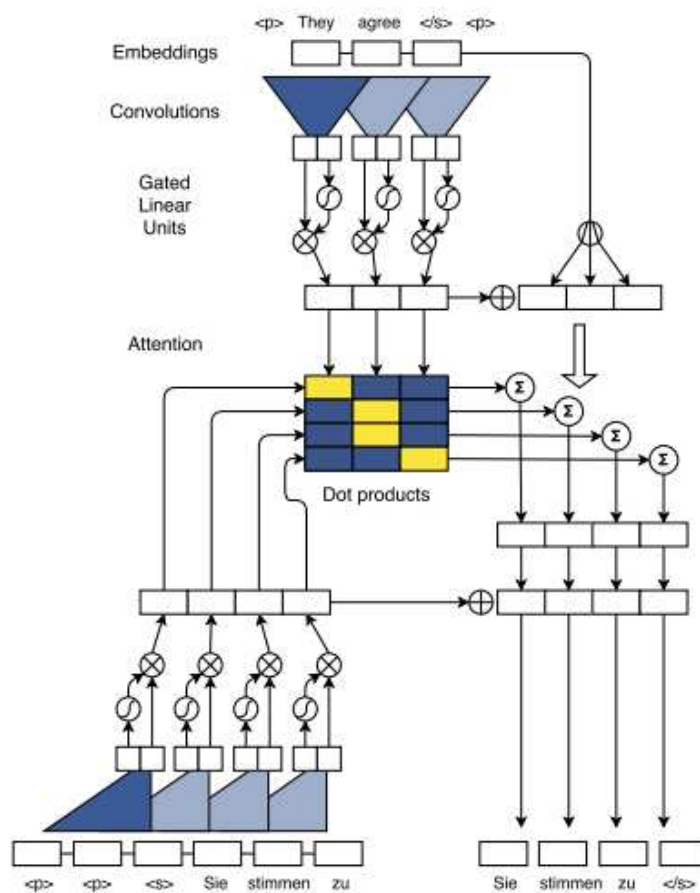 <p> They agree </s> <p>
Embeddings
Convolutions
Gated
Linear
Units
Attention
Σ
Σ
Σ
Σ
Dot products
<p> <p> <s> Sie stimmen zu
Sie stimmen zu </s>